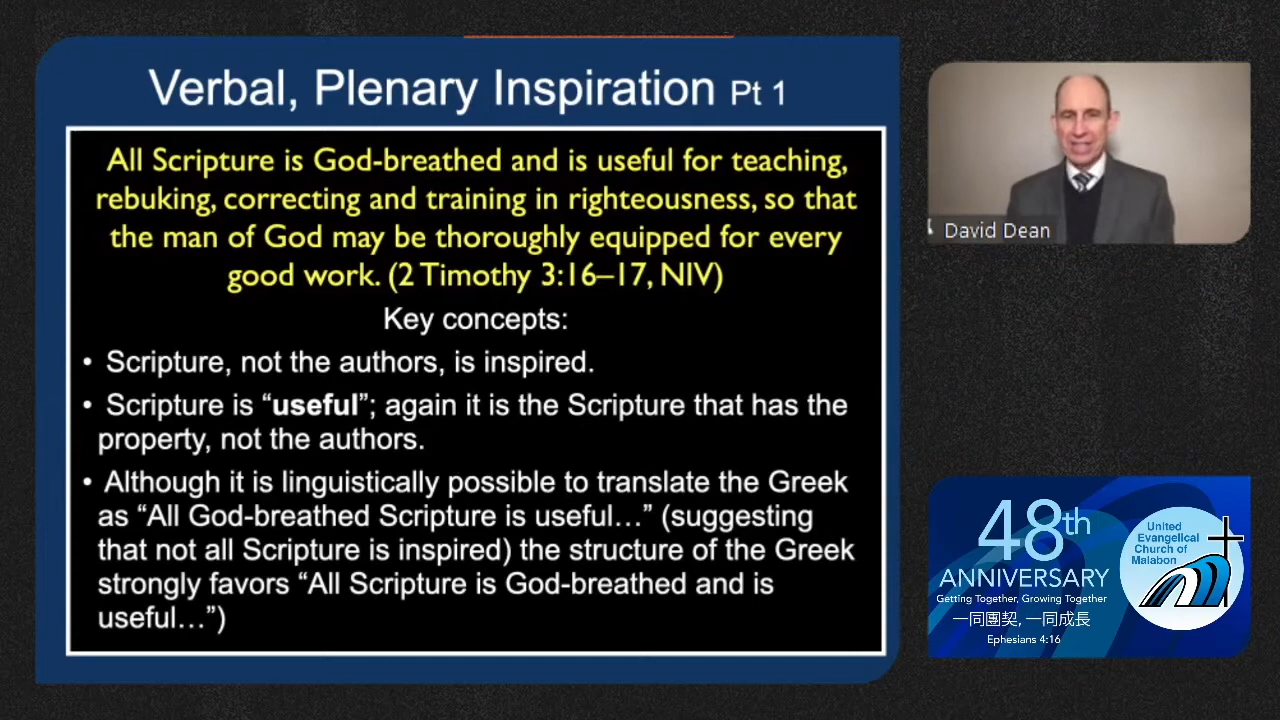 Verbal, Plenary Inspiration Pt 1
All Scripture is God-breathed and is useful for teaching,
rebuking, correcting and training in righteousness, so that
the man of God may be thoroughly equipped for every
good work. (2 Timothy 3:16–17, NIV)
Key concepts:
• Scripture, not the authors, is inspired.
• Scripture is “useful”; again it is the Scripture that has the
property, not the authors.
• Although it is linguistically possible to translate the Greek
as “All God-breathed Scripture is useful…” (suggesting
that not all Scripture is inspired) the structure of the Greek
strongly favors “All Scripture is God-breathed and is
useful…”)
David Dean
48th
ANNIVERSARY
Getting Together, Growing Together
一同團契, 一同成長
Ephesians 4:16
United
Evangelical
Church of
Malabon